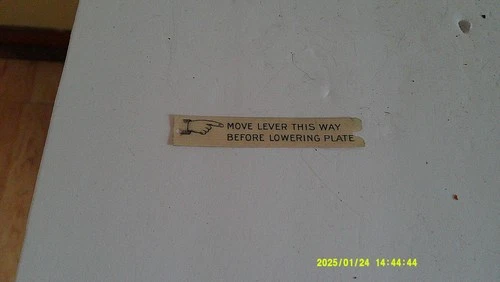 MOVE LEVER THIS WAY
BEFORE LOWERING PLATE
2025/01/24 14:44:44